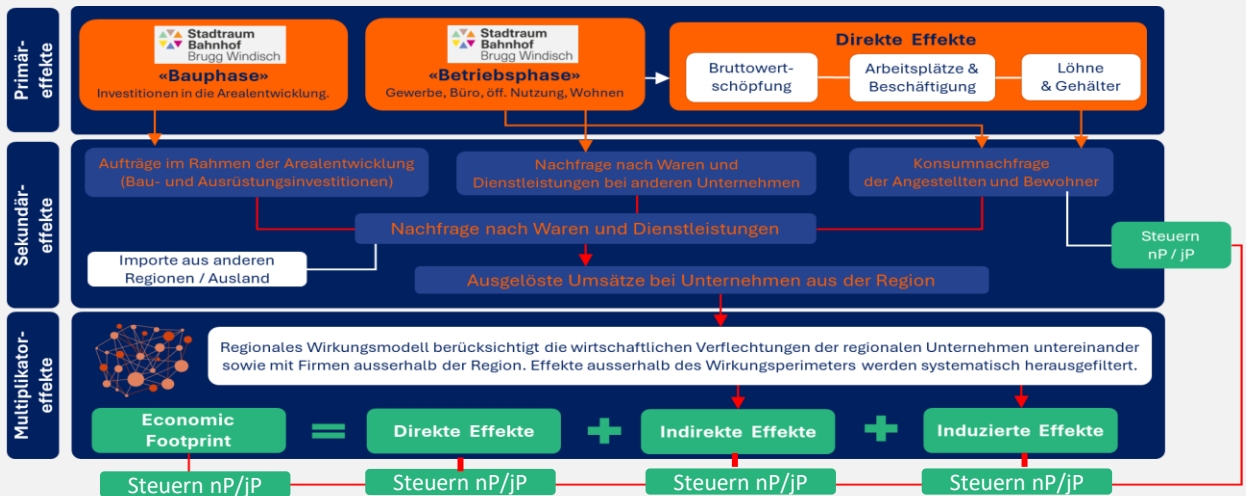 Primär-
effekte
Stadtraum
Bahnhof
Brugg Windisch
«Bauphase»
Investitionen in die Arealentwicklung.
Stadtraum
Bahnhof
Brugg Windisch
«Betriebsphase»
Gewerbe, Büro, öff. Nutzung, Wohnen
Direkte Effekte
Bruttowert-
schöpfung
Arbeitsplätze &
Beschäftigung
Löhne
& Gehälter
Sekundär-
effekte
Aufträge im Rahmen der Arealentwicklung
(Bau- und Ausrüstungsinvestitionen)
Nachfrage nach Waren und
Dienstleistungen bei anderen Unternehmen
Konsumnachfrage
der Angestellten und Bewohner
Nachfrage nach Waren und Dienstleistungen
Steuern
nP / jP
Importe aus anderen
Regionen / Ausland
Ausgelöste Umsätze bei Unternehmen aus der Region
Multiplikator-
effekte
Regionales Wirkungsmodell berücksichtigt die wirtschaftlichen Verflechtungen der regionalen Unternehmen untereinander
sowie mit Firmen ausserhalb der Region. Effekte ausserhalb des Wirkungsperimeters werden systematisch herausgefiltert.
Economic
Footprint
=
Direkte Effekte
+
Indirekte Effekte
+
Induzierte Effekte
Steuern nP/jP
Steuern nP/jP
Steuern nP/jP
Steuern nP/jP